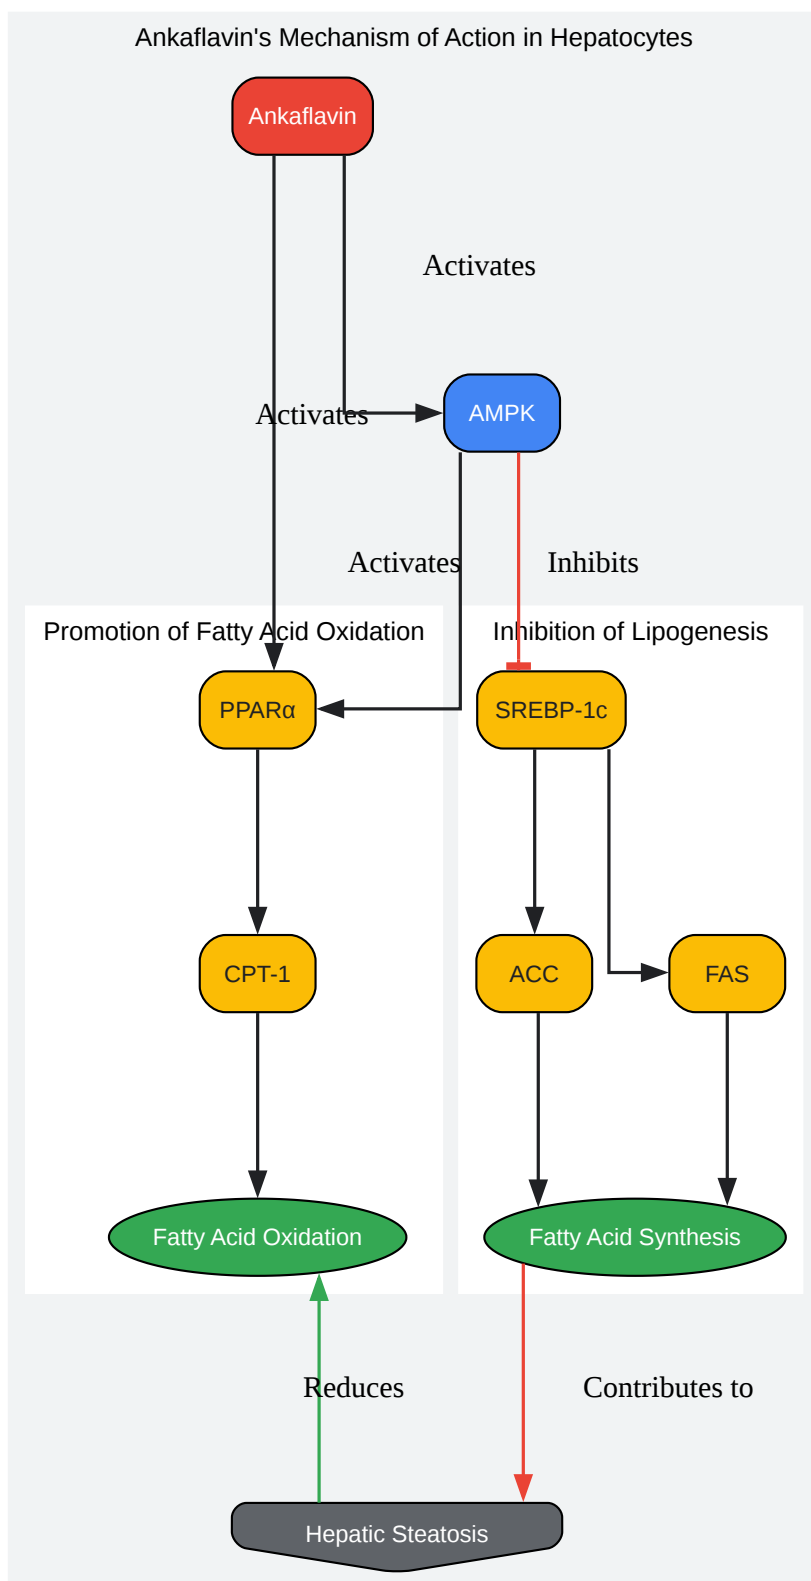 Ankaflavin's Mechanism of Action in Hepatocytes
Ankaflavin
Activates
Activates
AMPK
Activates
Inhibits
Promotion of Fatty Acid Oxidation
Inhibition of Lipogenesis
PPARα
SREBP-1c
CPT-1
ACC
FAS
Fatty Acid Oxidation
Fatty Acid Synthesis
Reduces
Contributes to
Hepatic Steatosis